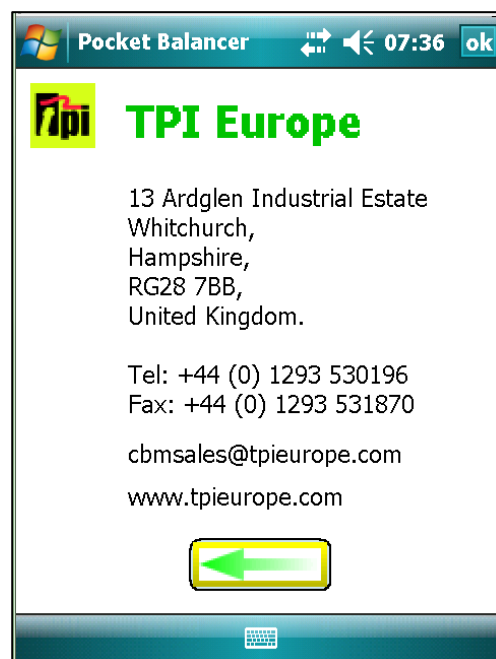 Pocket Balancer 07:36 ok
Tpi TPI Europe
13 Ardglen Industrial Estate
Whitchurch,
Hampshire,
RG28 7BB,
United Kingdom.
Tel: +44 (0) 1293 530196
Fax: +44 (0) 1293 531870
cbmsales@tpieurope.com
www.tpieurope.com